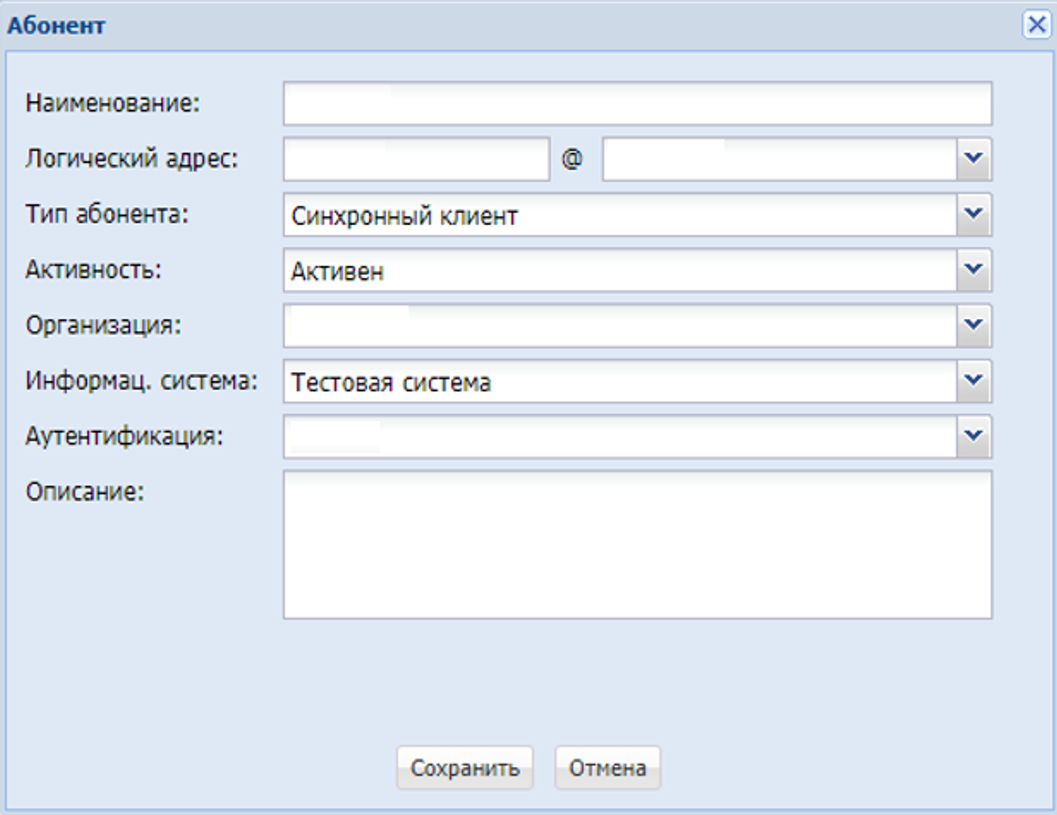 Абонент
Наименование:
Логический адрес: @
Тип абонента: Синхронный клиент
Активность: Активен
Организация:
Информац. система: Тестовая система
Аутентификация:
Описание:
Сохранить Отмена